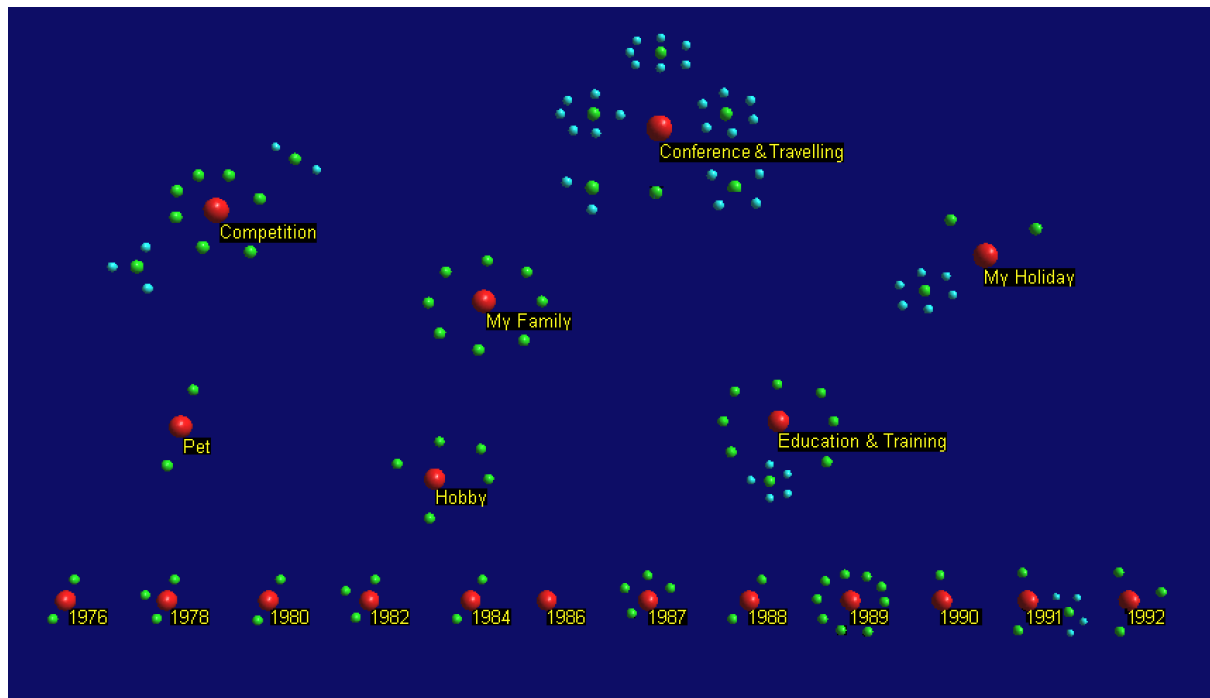 Conference & Travelling
Competition
My Holiday
My Family
Education & Training
Pet
Hobby
1976
1978
1980
1982
1984
1986
1987
1988
1989
1990
1991
1992